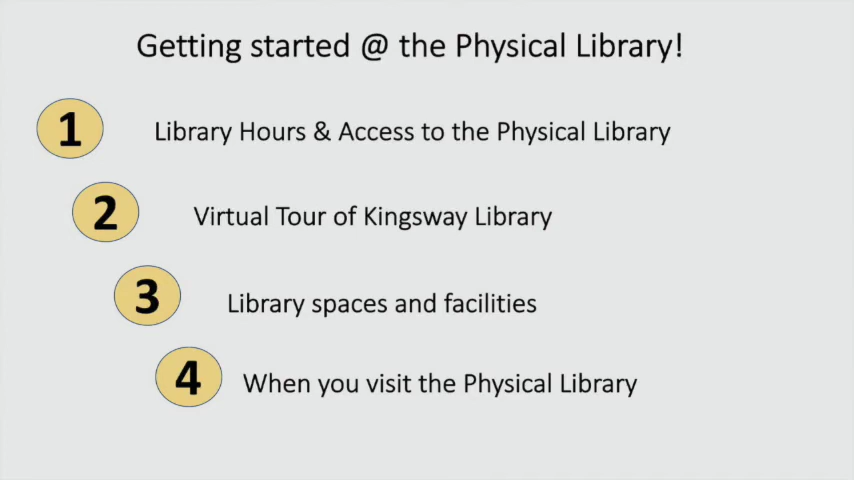 Getting started @ the Physical Library!
1 Library Hours & Access to the Physical Library
2 Virtual Tour of Kingsway Library
3 Library spaces and facilities
4 When you visit the Physical Library